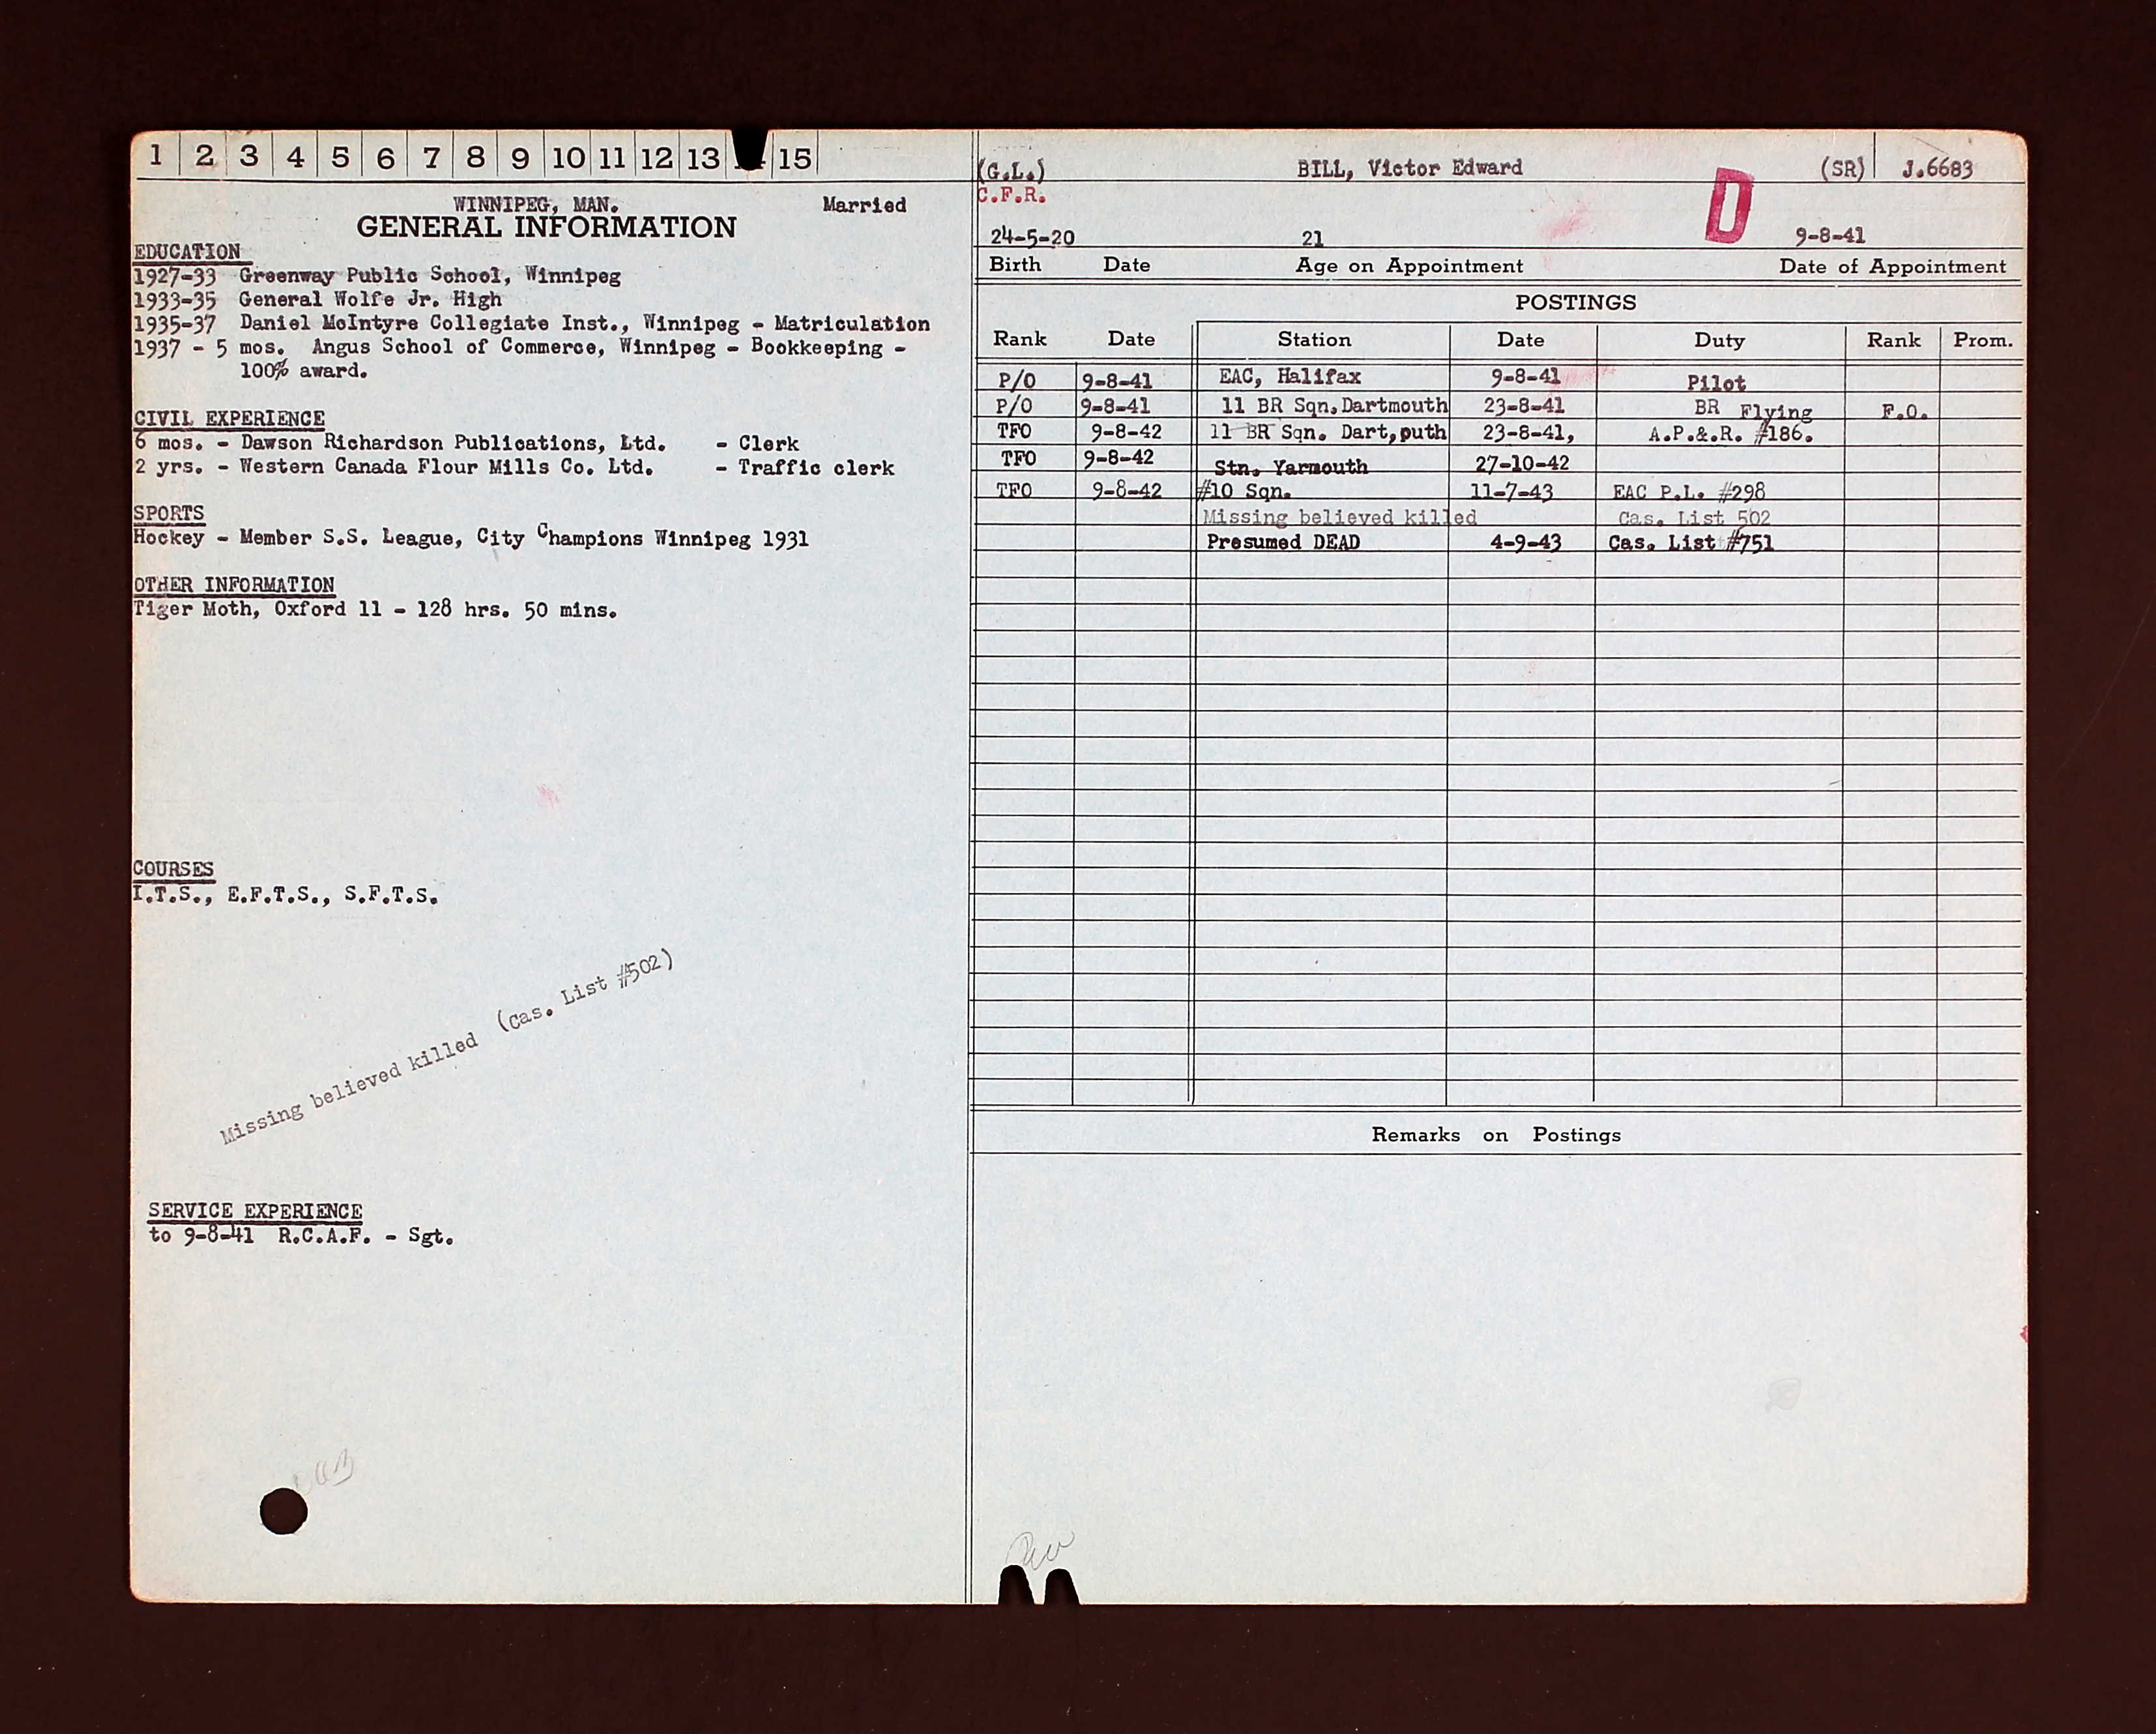 1 2 3 4 5 6 7 8 9 10 11 12 13 15
WINNIPEG, MAN. Married
GENERAL INFORMATION
EDUCATION
1927-33 Greenway Public School, Winnipeg
1933-35 General Wolfe Jr. High
1935-37 Daniel McIntyre Collegiate Inst., Winnipeg - Matriculation
1937 - 5 mos. Angus School of Commerce, Winnipeg - Bookkeeping -
100% award.
CIVIL EXPERIENCE
6 mos. - Dawson Richardson Publications, Ltd. - Clerk
2 yrs. - Western Canada Flour Mills Co. Ltd. - Traffic clerk
SPORTS
Hockey - Member S.S. League, City Champions Winnipeg 1931
OTHER INFORMATION
Tiger Moth, Oxford 11 - 128 hrs. 50 mins.
COURSES
I.T.S., E.F.T.S., S.F.T.S.
Missing believed killed (Cas. List #502)
SERVICE EXPERIENCE
to 9-8-41 R.C.A.F. - Sgt.
(G.L.) BILL, Victor Edward (SR) J.6683
C.F.R.
D
24-5-20 21 9-8-41
Birth Date Age on Appointment Date of Appointment
POSTINGS
Rank Date Station Date Duty Rank Prom.
P/O 9-8-41 EAC, Halifax 9-8-41 Pilot
P/O 9-8-41 11 BR Sqn,Dartmouth 23-8-41 BR Flying F.O.
TFO 9-8-42 11 BR Sqn. Dart,puth 23-8-41, A.P.&.R. #186.
TFO 9-8-42 Stn. Yarmouth 27-10-42
TFO 9-8-42 #10 Sqn. 11-7-43 EAC P.L. #298
Missing believed killed Cas. List 502
Presumed DEAD 4-9-43 Cas. List #751
Remarks on Postings